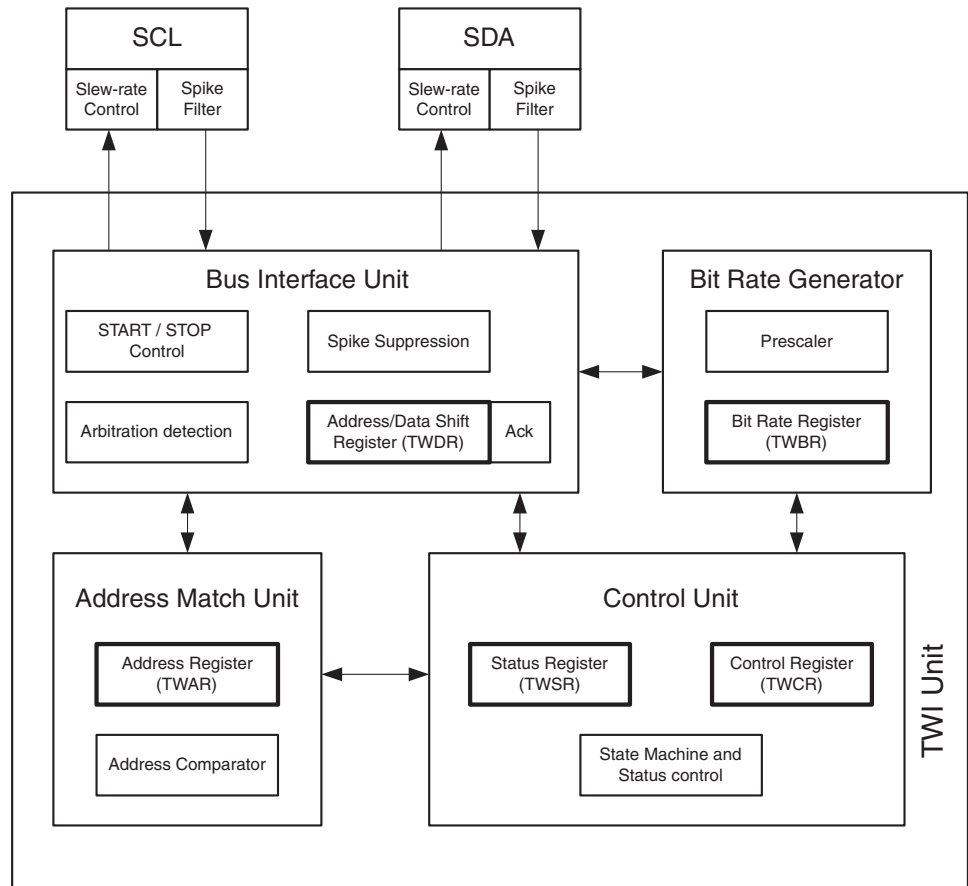 SCL
Slew-rate
Control
Spike
Filter
SDA
Slew-rate
Control
Spike
Filter
Bus Interface Unit
START / STOP
Control
Spike Suppression
Arbitration detection
Address/Data Shift
Register (TWDR)
Ack
Bit Rate Generator
Prescaler
Bit Rate Register
(TWBR)
Address Match Unit
Address Register
(TWAR)
Address Comparator
Control Unit
Status Register
(TWSR)
Control Register
(TWCR)
State Machine and
Status control
TWI Unit